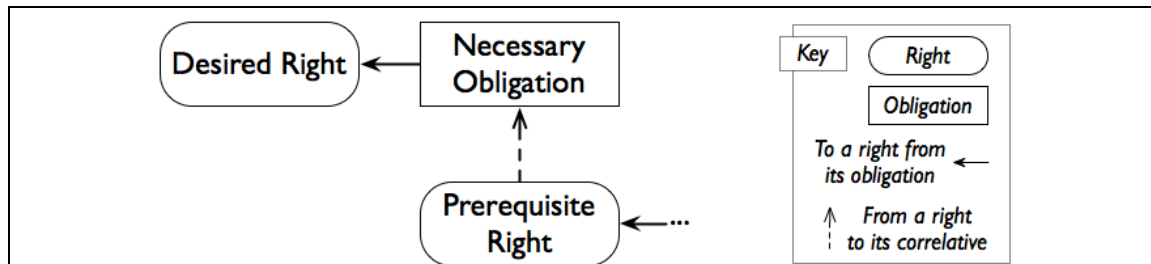 Desired Right
Necessary
Obligation
Prerequisite
Right
...
Key
Right
Obligation
To a right from
its obligation
From a right
to its correlative